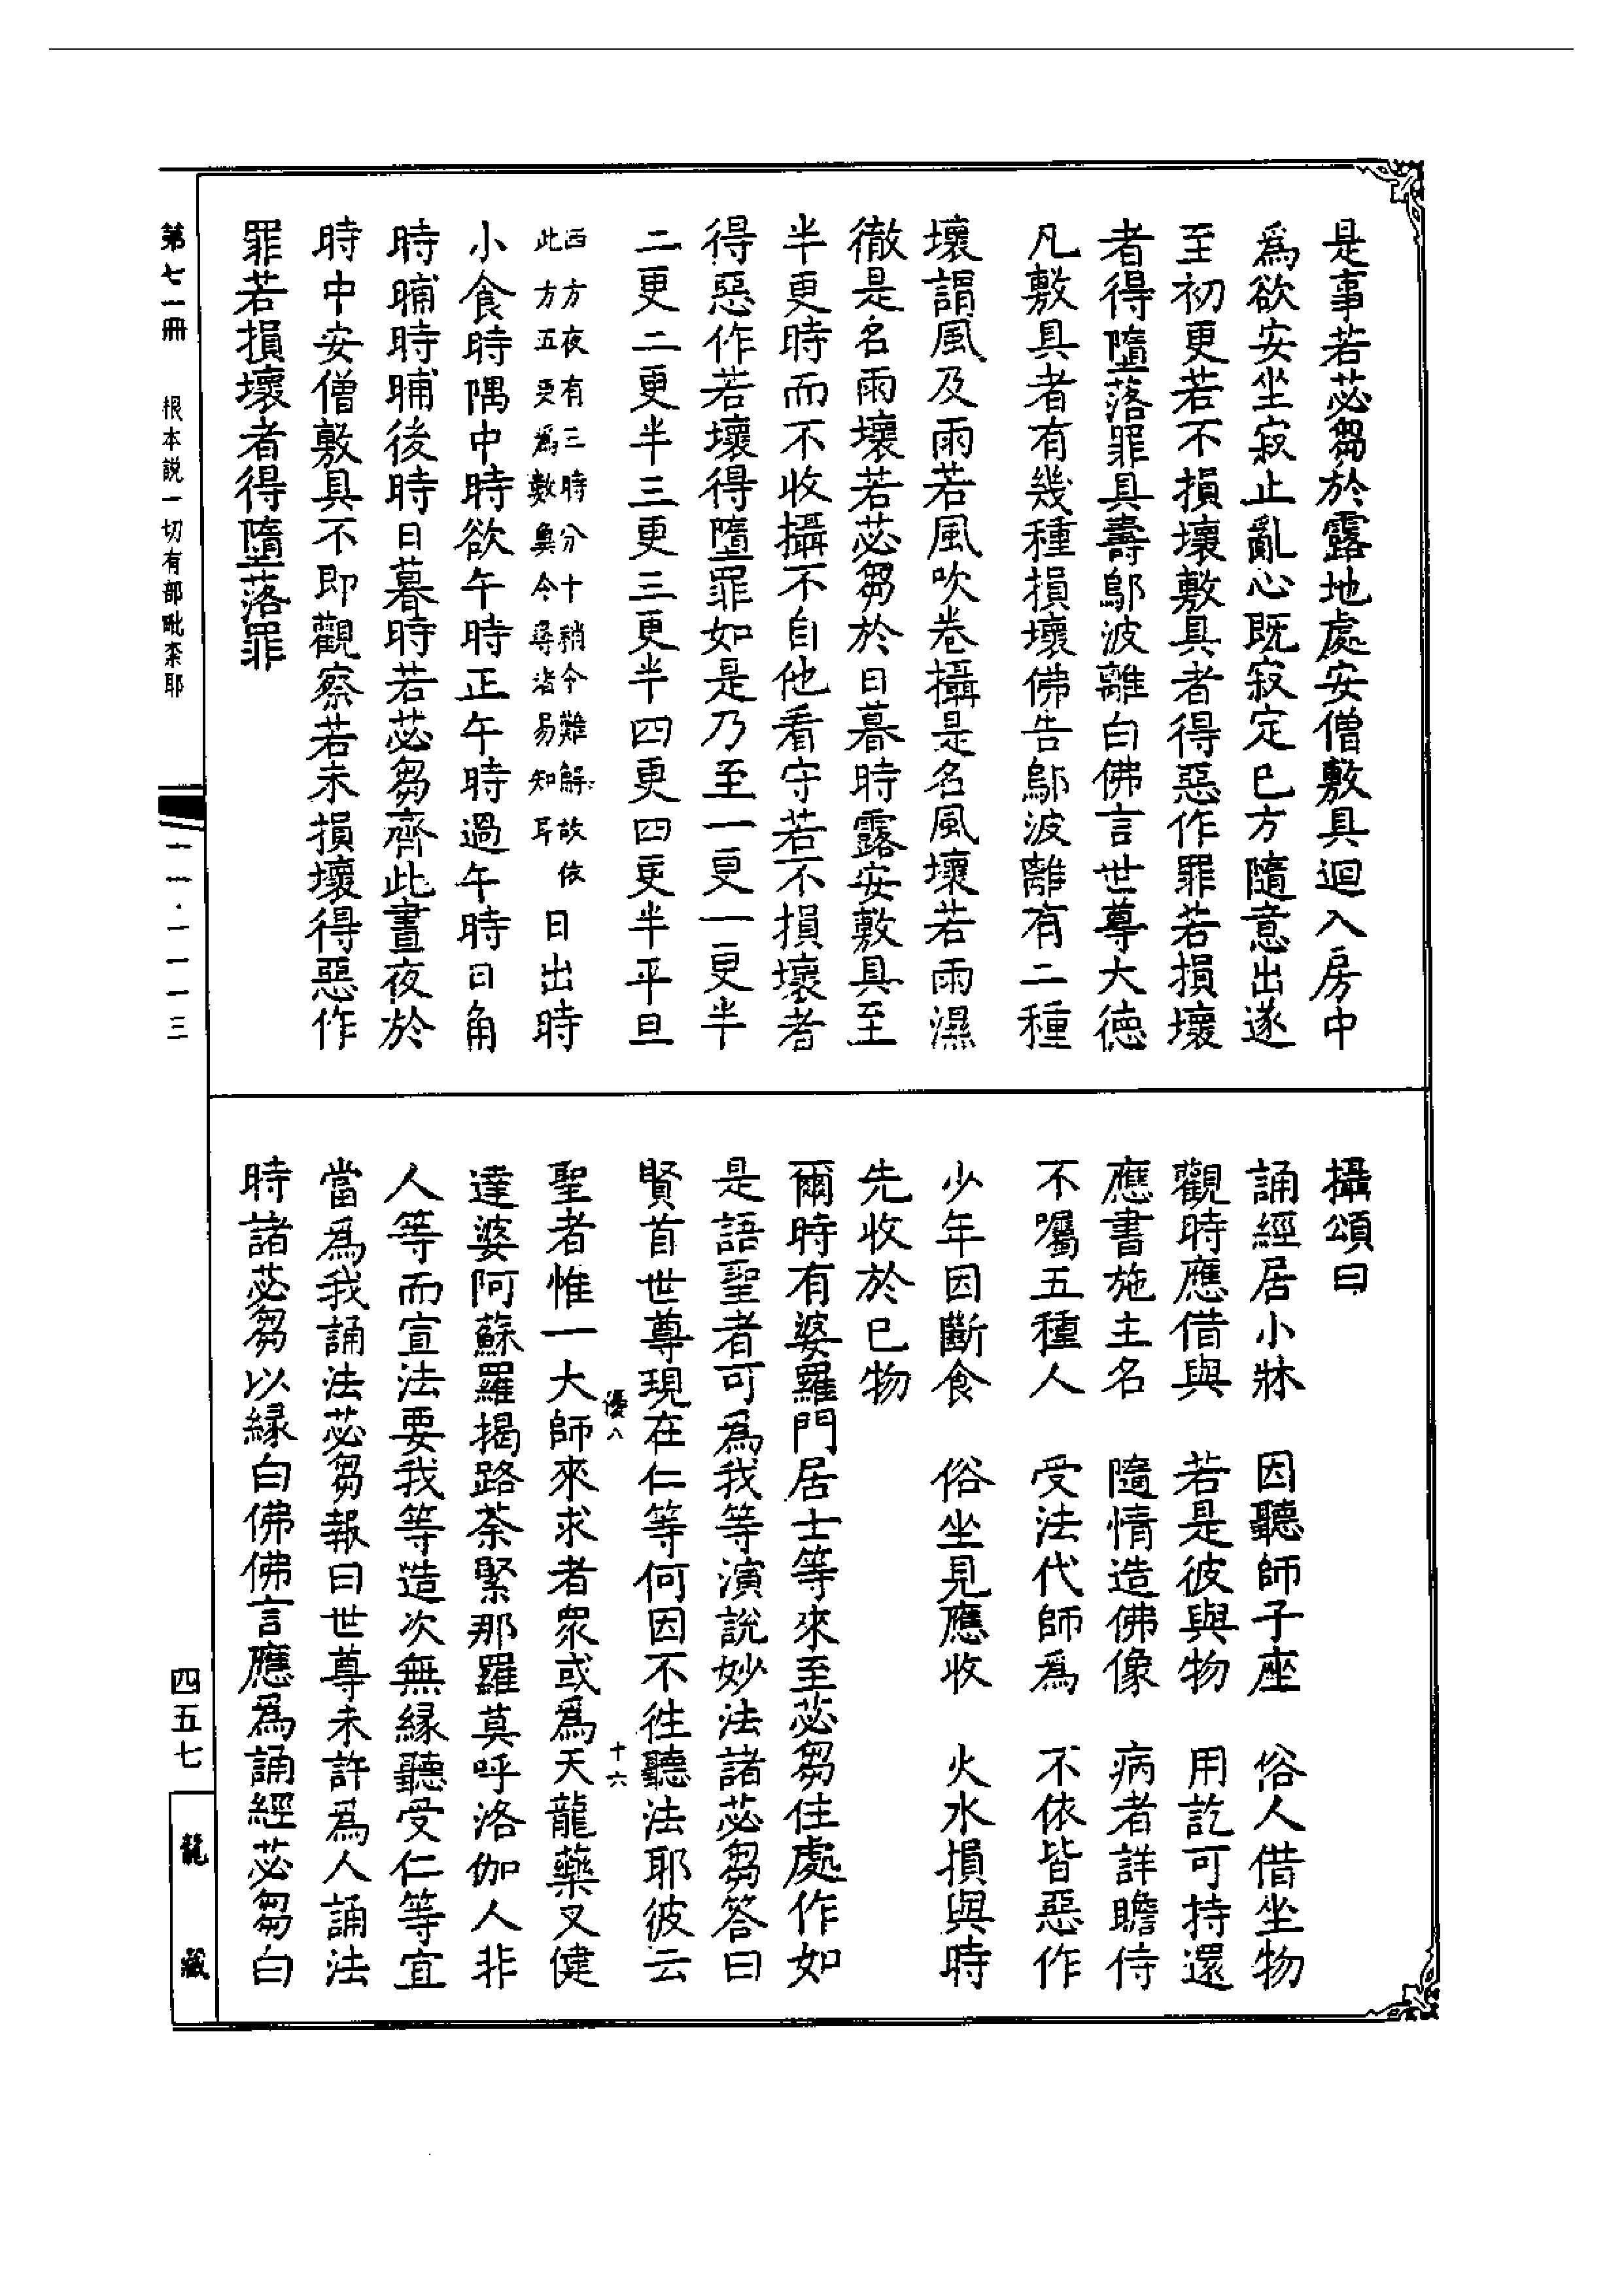 是事若苾芻於露地處安僧敷具迴入房中
爲欲安坐寂止亂心既寂定已方隨意出遂
至初更若不損壞敷具者得惡作罪若損壞
者得墮落罪具壽鄔波離白佛言世尊大徳
凡敷具者有幾種損壞佛告鄔波離有二種
壞謂風及雨若風吹卷攝是名風壞若雨濕
徹是名雨壞若苾芻於日暮時露安敷具至
半更時而不收攝不自他看守若不損壞者
得惡作若壞得墮罪如是乃至一更一更半
二更二更半三更三更半四更四更半平旦
西方夜有三時分十稍今難解故依
此方五更爲數奧今尋者易知耳
日出時
小食時隅中時欲午時正午時過午時日角
時晡時晡後時日暮時若苾芻齊此晝夜於
時中安僧敷具不即觀察若未損壞得惡作
罪若損壞者得墮落罪
攝頌曰
誦經居小牀　因聽師子座　俗人借坐物
觀時應借與　若是彼與物　用訖可持還
應書施主名　隨情造佛像　病者詳瞻侍
不囑五種人　受法代師爲　不依皆惡作
少年因斷食　俗坐見應收　火水損與時
先收於已物
爾時有婆羅門居士等來至苾芻住處作如
是語聖者可爲我等演説妙法諸苾芻答曰
賢首世尊現在仁等何因不往聽法耶彼云
優八　十六
聖者惟一大師來求者衆或爲天龍藥叉健
達婆阿蘇羅揭路荼緊那羅莫呼洛伽人非
人等而宣法要我等造次無縁聽受仁等宜
當爲我誦法苾芻報曰世尊未許爲人誦法
時諸苾芻以縁白佛佛言應爲誦經苾芻白
第七一冊　根本説一切有部毗柰耶
一一一三
四五七
龍藏